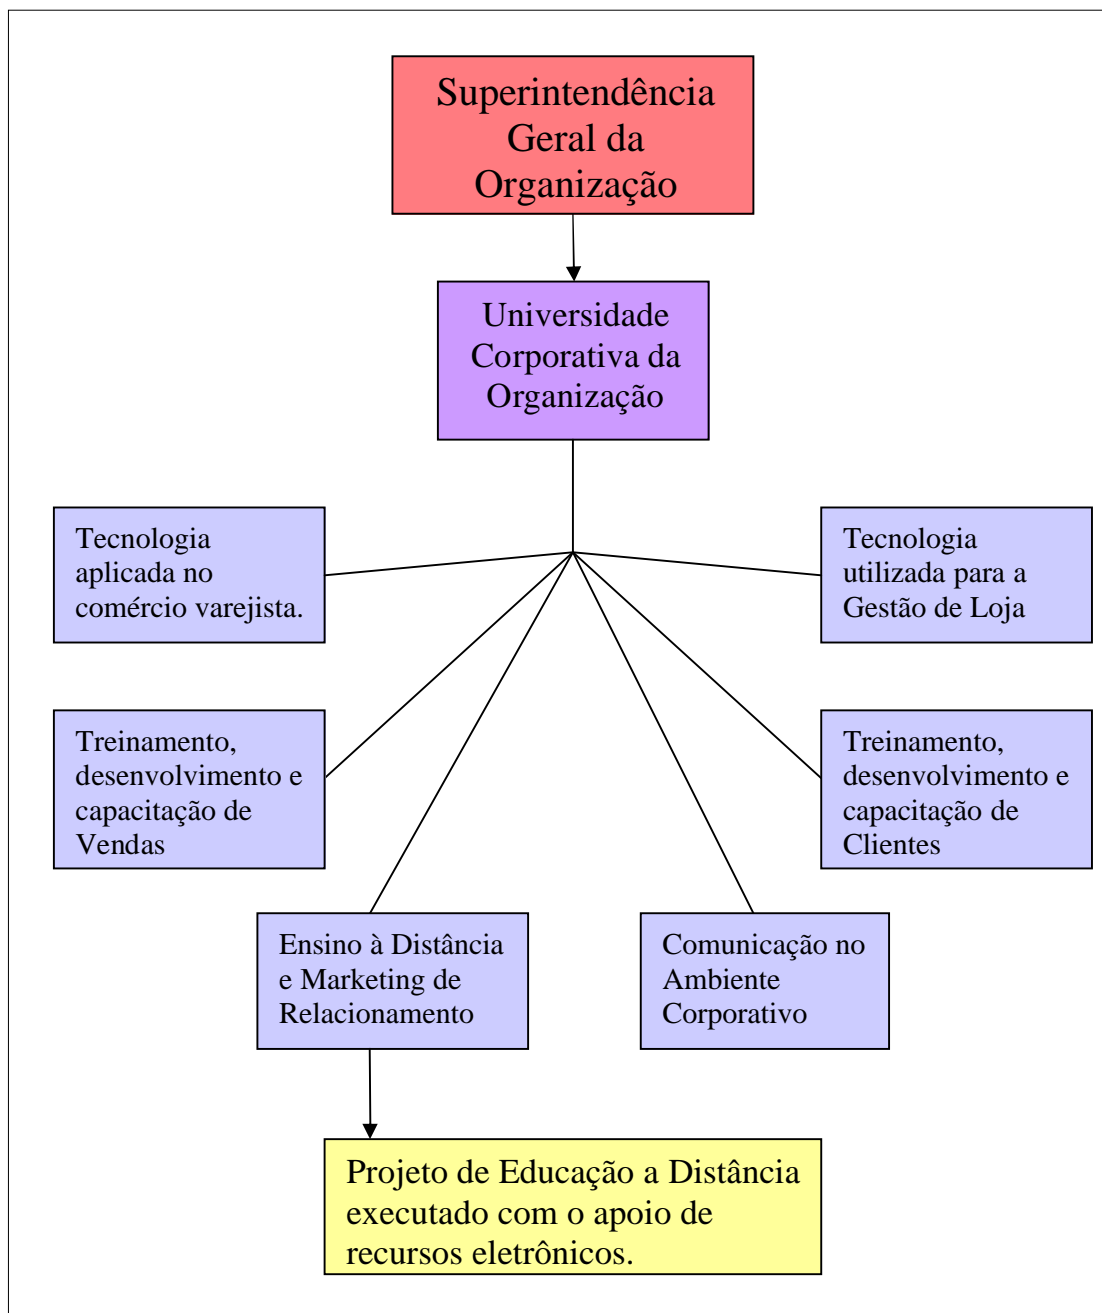 Superintendência
Geral da
Organização
Universidade
Corporativa da
Organização
Tecnologia
aplicada no
comércio varejista.
Tecnologia
utilizada para a
Gestão de Loja
Treinamento,
desenvolvimento e
capacitação de
Vendas
Treinamento,
desenvolvimento e
capacitação de
Clientes
Ensino à Distância
e Marketing de
Relacionamento
Comunicação no
Ambiente
Corporativo
Projeto de Educação a Distância
executado com o apoio de
recursos eletrônicos.